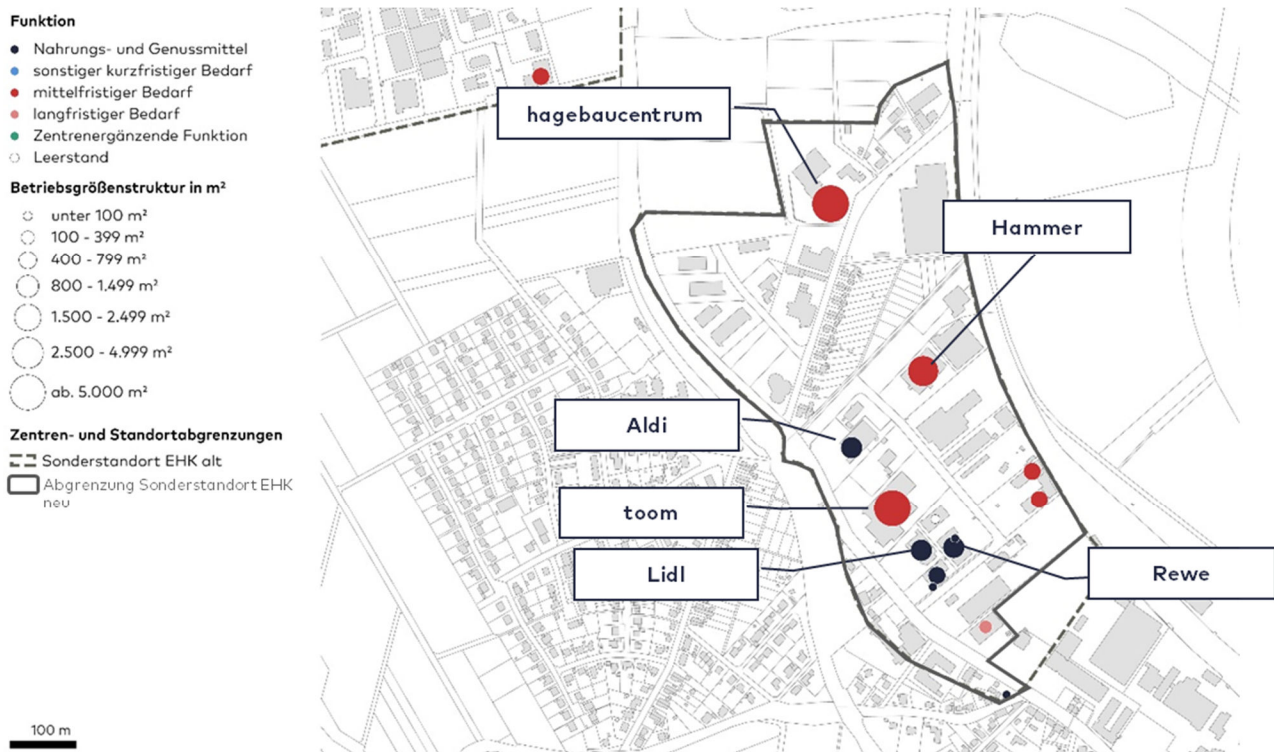 Funktion
Nahrungs- und Genussmittel
sonstiger kurzfristiger Bedarf
mittelfristiger Bedarf
langfristiger Bedarf
Zentrenergänzende Funktion
Leerstand
Betriebsgrößenstruktur in m²
unter 100 m²
100 - 399 m²
400 - 799 m²
800 - 1.499 m²
1.500 - 2.499 m²
2.500 - 4.999 m²
ab. 5.000 m²
Zentren- und Standortabgrenzungen
Sonderstandort EHK alt
Abgrenzung Sonderstandort EHK
neu
100 m
hagebaucentrum
Hammer
Aldi
toom
Lidl
Rewe